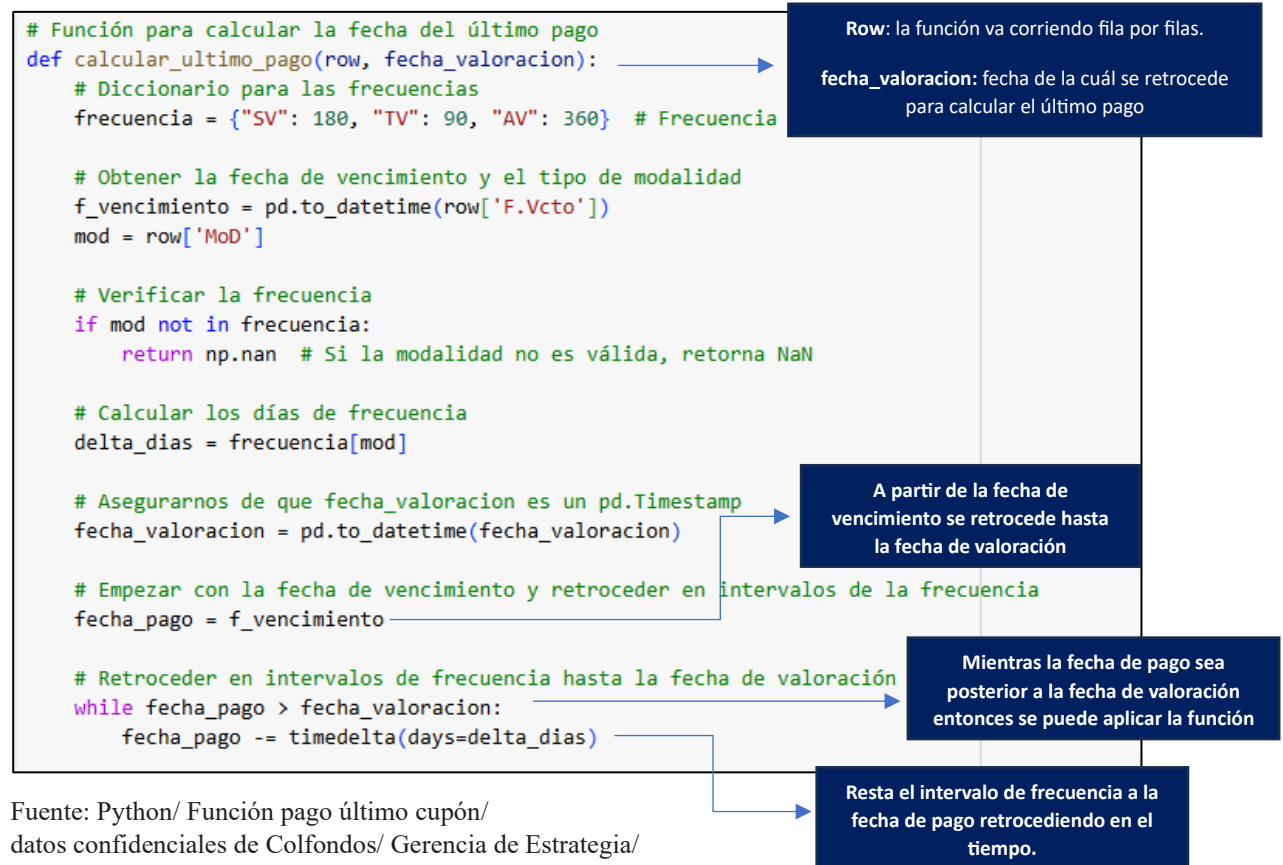 # Función para calcular la fecha del último pago
def calcular_ultimo_pago(row, fecha_valoracion):
    # Diccionario para las frecuencias
    frecuencia = {"SV": 180, "TV": 90, "AV": 360}  # Frecuencia
Row: la función va corriendo fila por filas.
fecha_valoracion: fecha de la cuál se retrocede
para calcular el último pago
    # Obtener la fecha de vencimiento y el tipo de modalidad
    f_vencimiento = pd.to_datetime(row['F.Vcto'])
    mod = row['MoD']
    # Verificar la frecuencia
    if mod not in frecuencia:
        return np.nan  # Si la modalidad no es válida, retorna NaN
    # Calcular los días de frecuencia
    delta_dias = frecuencia[mod]
    # Asegurarnos de que fecha_valoracion es un pd.Timestamp
    fecha_valoracion = pd.to_datetime(fecha_valoracion)
A partir de la fecha de
vencimiento se retrocede hasta
la fecha de valoración
    # Empezar con la fecha de vencimiento y retroceder en intervalos de la frecuencia
    fecha_pago = f_vencimiento
    # Retroceder en intervalos de frecuencia hasta la fecha de valoración
    while fecha_pago > fecha_valoracion:
        fecha_pago -= timedelta(days=delta_dias)
Mientras la fecha de pago sea
posterior a la fecha de valoración
entonces se puede aplicar la función
Resta el intervalo de frecuencia a la
fecha de pago retrocediendo en el
tiempo.
Fuente: Python/ Función pago último cupón/
datos confidenciales de Colfondos/ Gerencia de Estrategia/